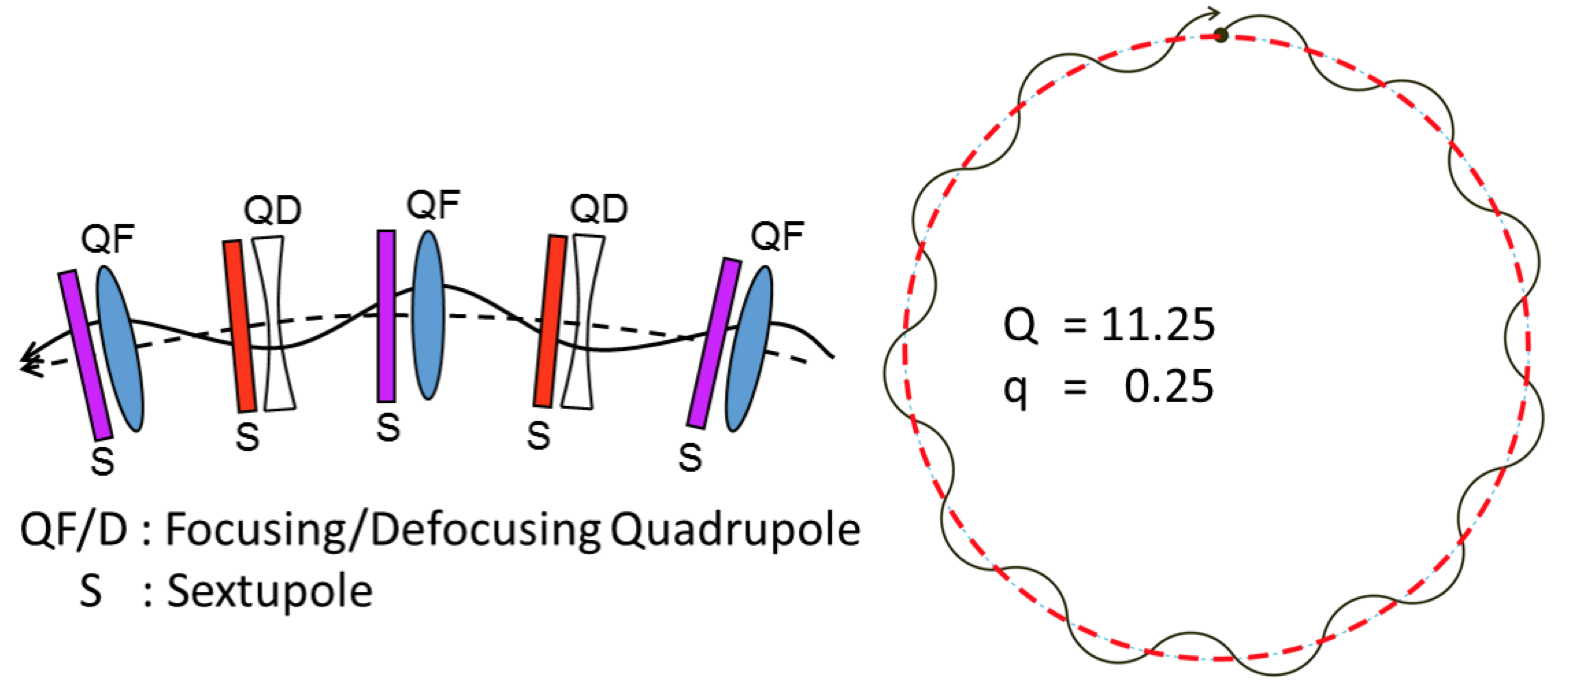 QF
QD
QF
QD
QF
S
S
S
S
S
QF/D : Focusing/Defocusing Quadrupole
S : Sextupole
Q = 11.25
q = 0.25